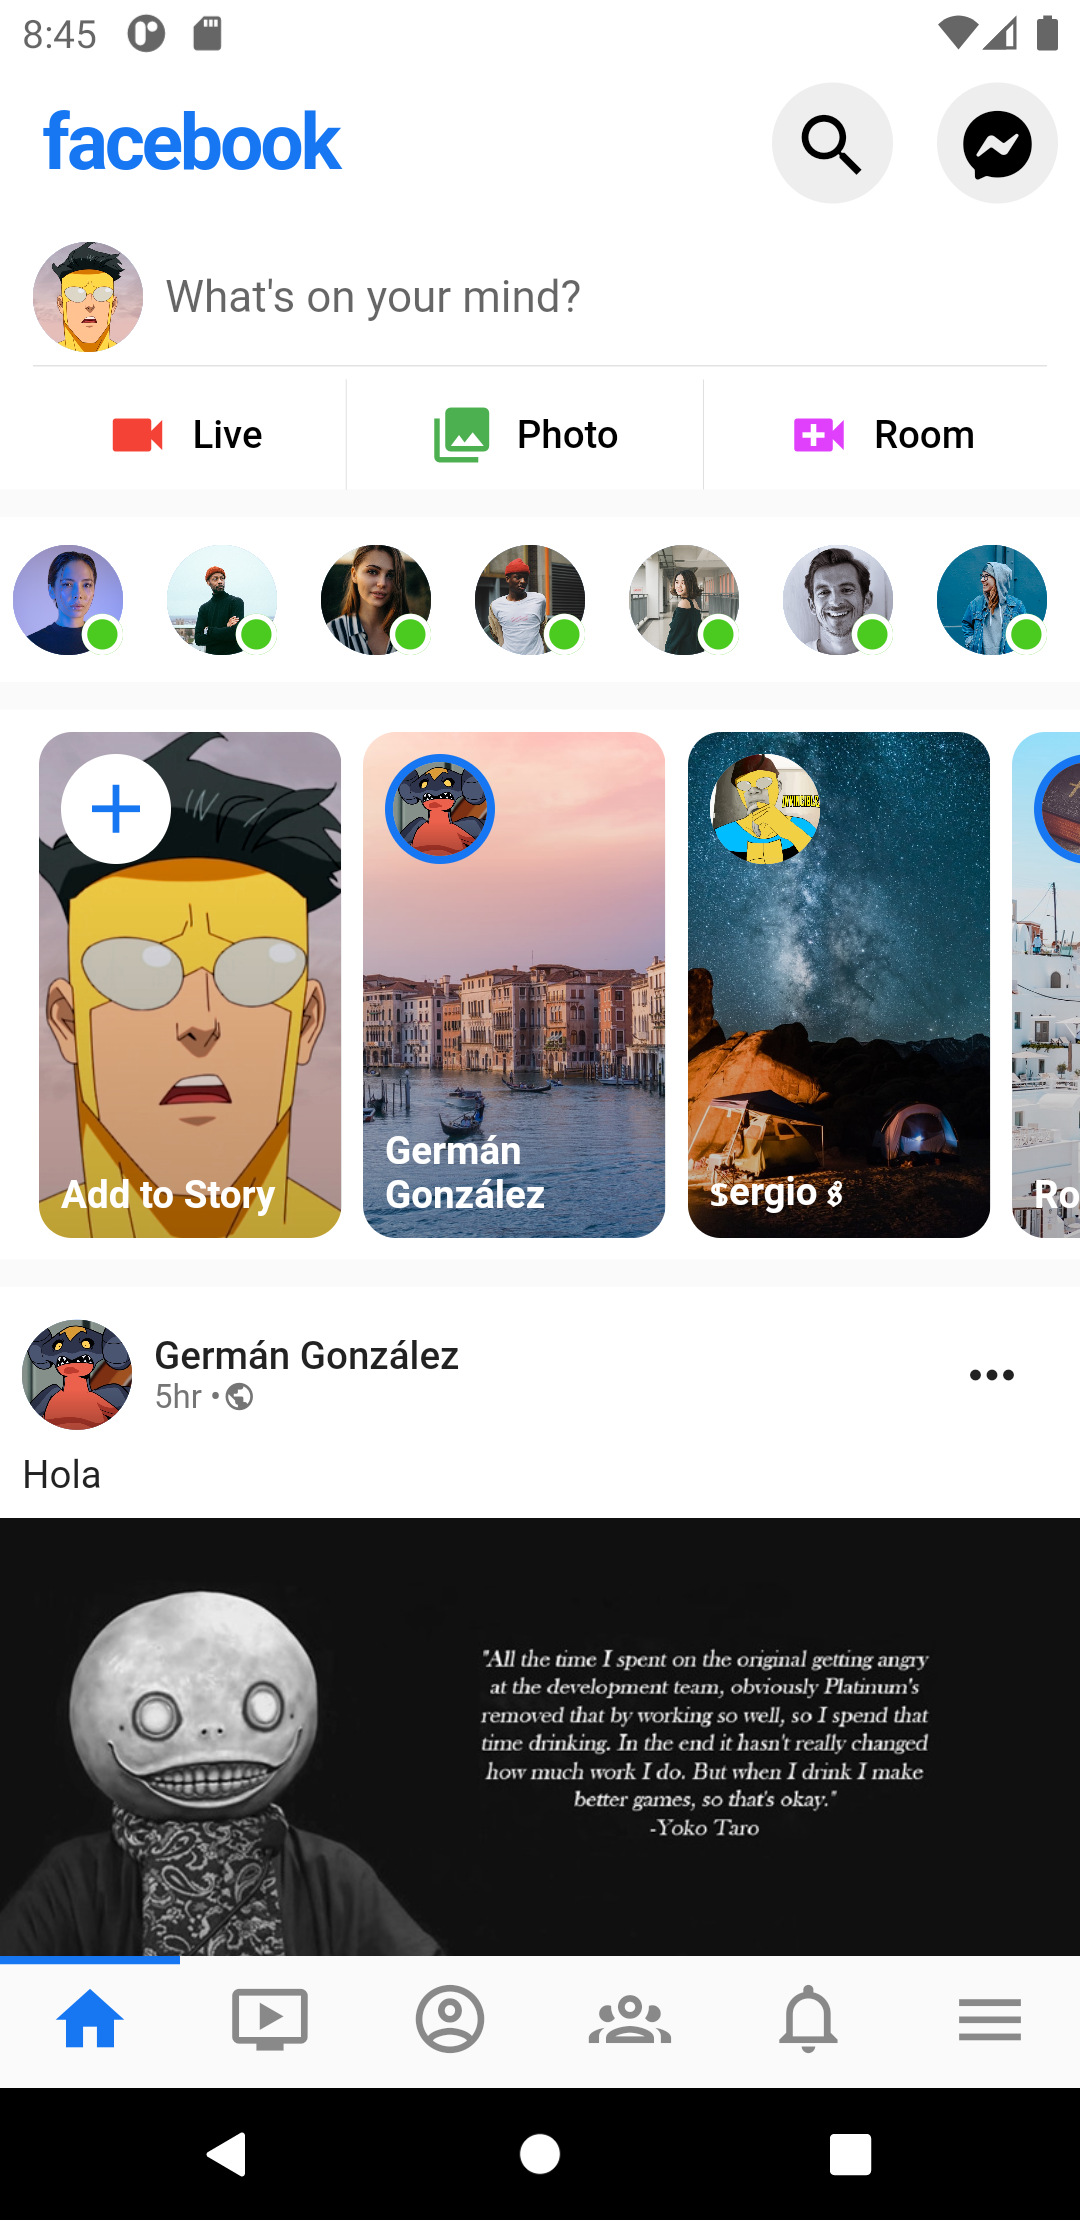 8:45
facebook
What's on your mind?
Live
Photo
Room
Add to Story
Germán
González
sergio
Ro
Germán González
5hr •
Hola
"All the time I spent on the original getting angry
at the development team, obviously Platinum's
removed that by working so well, so I spend that
time drinking. In the end it hasn't really changed
how much work I do. But when I drink I make
better games, so that's okay."
-Yoko Taro